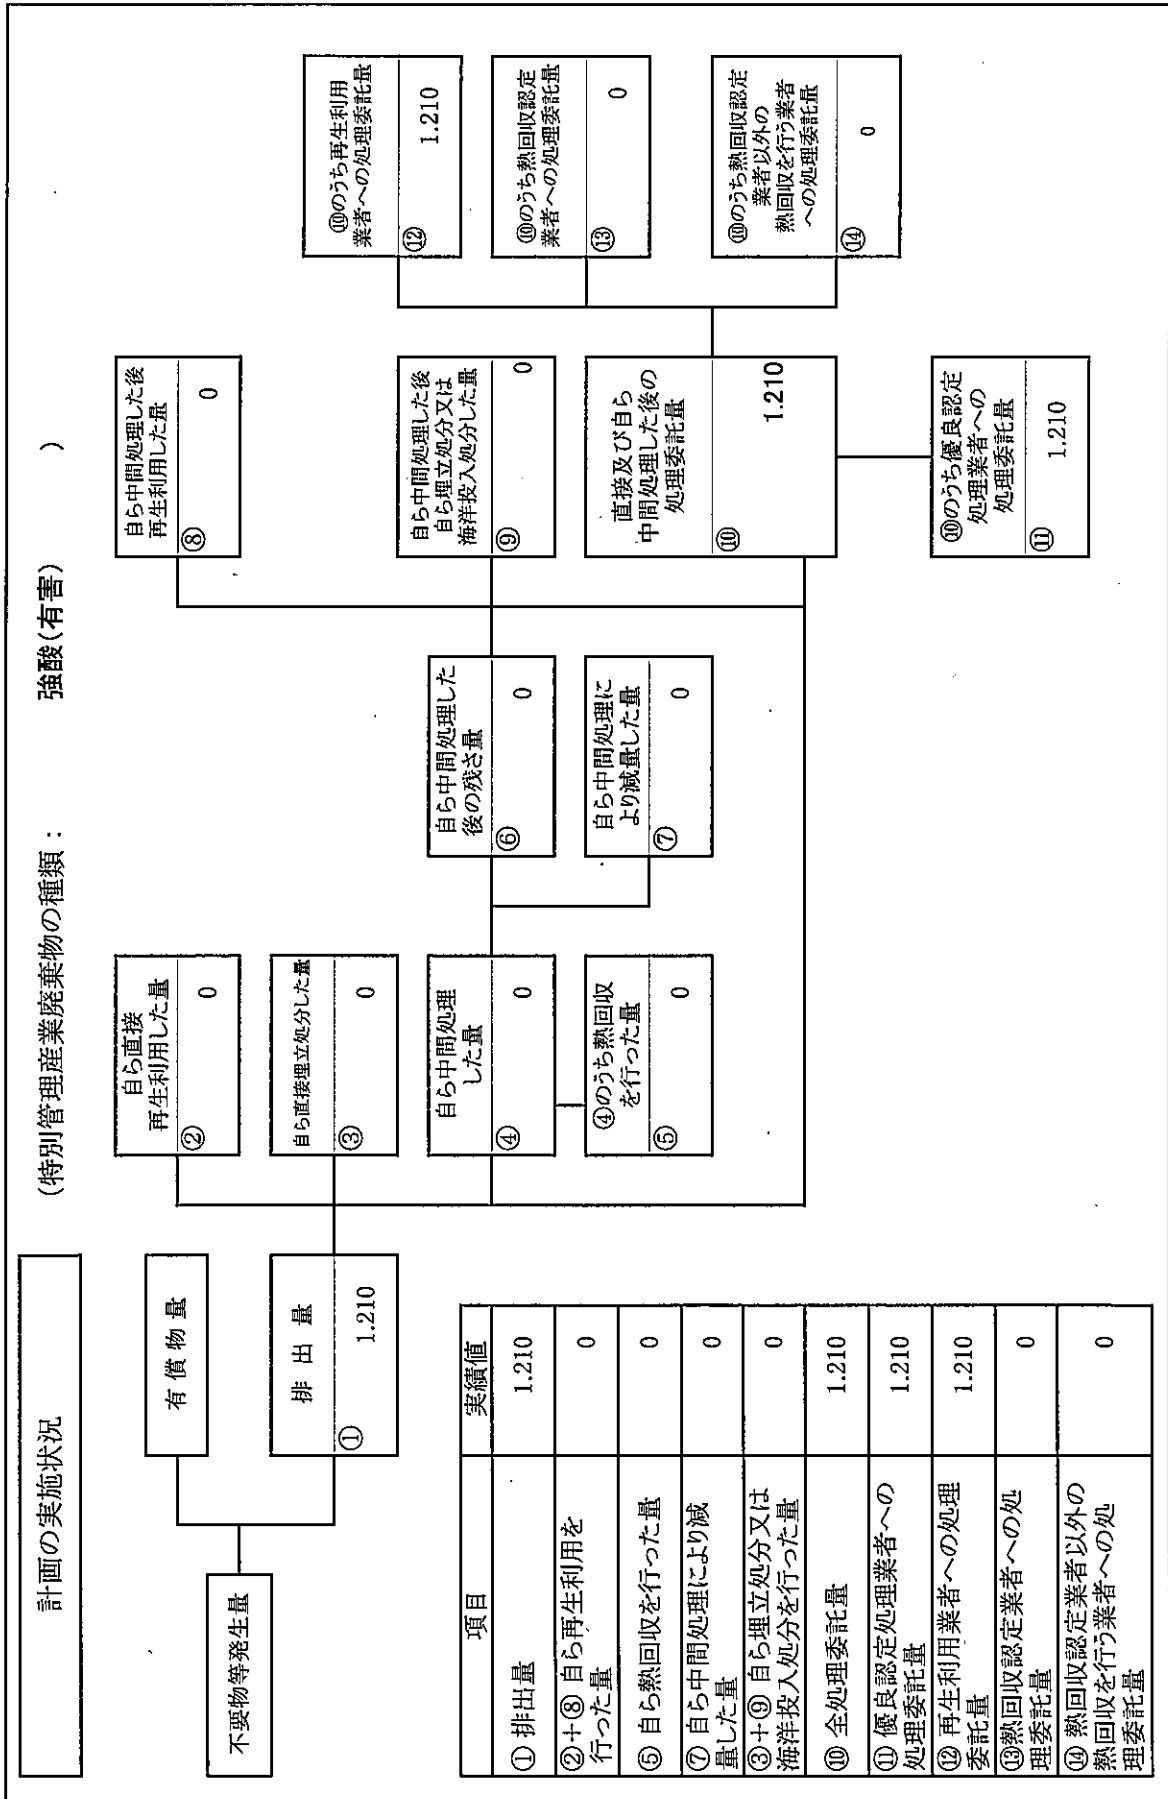 計画の実施状況
(特別管理産業廃棄物の種類: 強酸(有害) )
不要物等発生量
有償物量
排出量
① 1.210
自ら直接
再生利用した量
② 0
自ら直接埋立処分した量
③ 0
自ら中間処理
した量
④ 0
④のうち熱回収
を行った量
⑤ 0
自ら中間処理した
後の残さ量
⑥ 0
自ら中間処理に
より減量した量
⑦ 0
自ら中間処理した後
再生利用した量
⑧ 0
自ら中間処理した後
自ら埋立処分又は
海洋投入処分した量
⑨ 0
直接及び自ら
中間処理した後の
処理委託量
⑩ 1.210
⑩のうち優良認定
処理業者への
処理委託量
⑪ 1.210
⑩のうち再生利用
業者への処理委託量
⑫ 1.210
⑩のうち熱回収認定
業者への処理委託量
⑬ 0
⑩のうち熱回収認定
業者以外の
熱回収を行う業者
への処理委託量
⑭ 0
項目 実績値
①排出量 1.210
②+⑧ 自ら再生利用を
行った量 0
⑤ 自ら熱回収を行った量 0
⑦ 自ら中間処理により減
量した量 0
③+⑨ 自ら埋立処分又は
海洋投入処分を行った量 0
⑩ 全処理委託量 1.210
⑪ 優良認定処理業者への
処理委託量 1.210
⑫ 再生利用業者への処理
委託量 1.210
⑬熱回収認定業者への処
理委託量 0
⑭ 熱回収認定業者以外の
熱回収を行う業者への処
理委託量 0